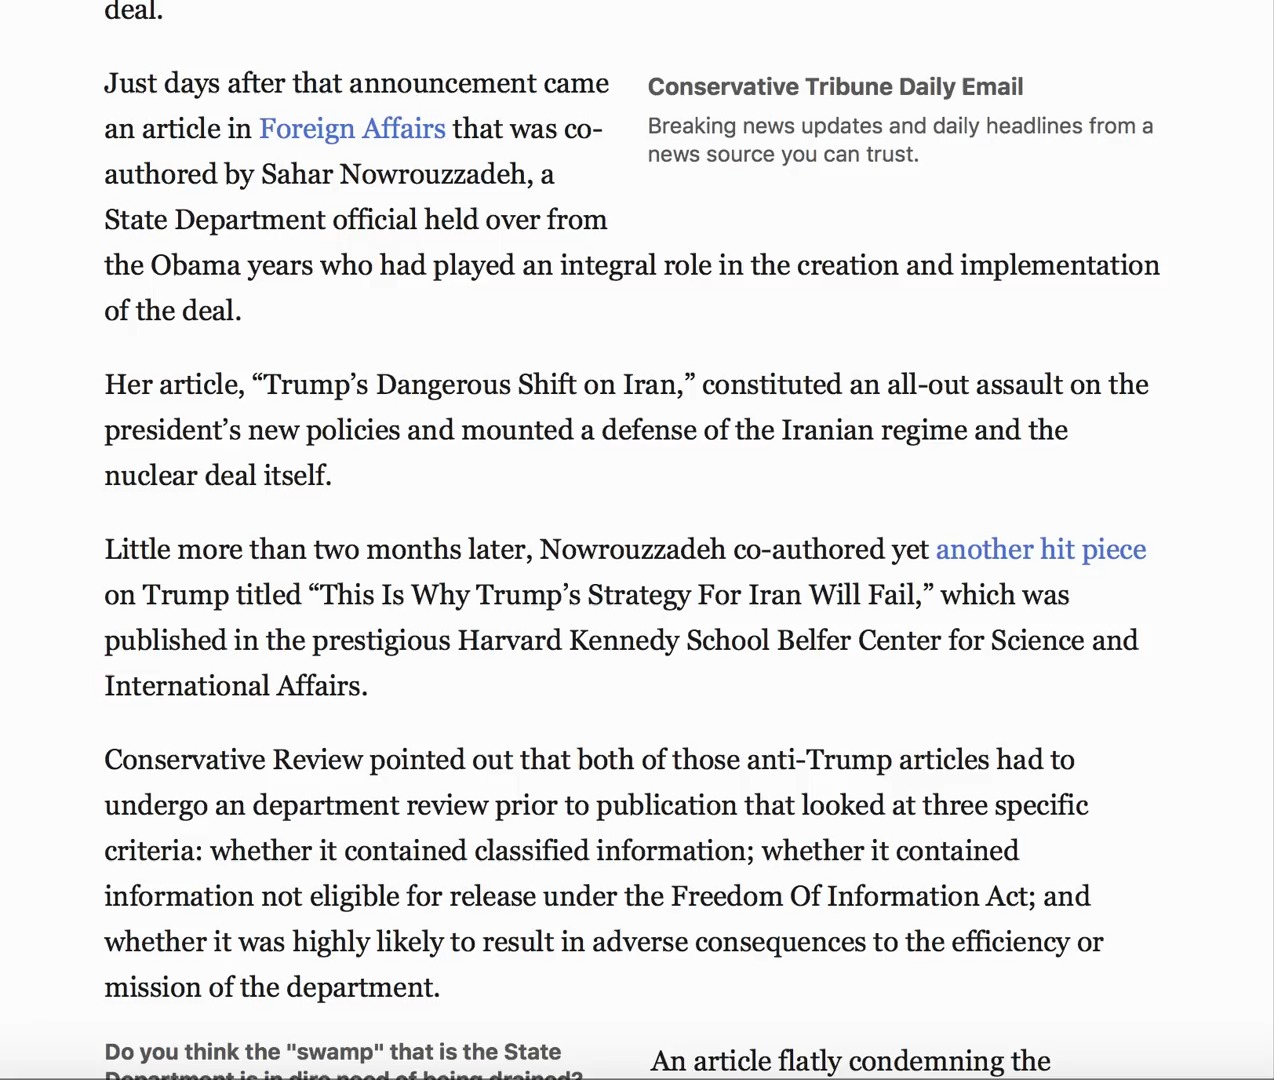 deal.
Just days after that announcement came
an article in Foreign Affairs that was co-
authored by Sahar Nowrouzzadeh, a
State Department official held over from
the Obama years who had played an integral role in the creation and implementation
of the deal.
Conservative Tribune Daily Email
Breaking news updates and daily headlines from a
news source you can trust.
Her article, “Trump’s Dangerous Shift on Iran,” constituted an all-out assault on the
president’s new policies and mounted a defense of the Iranian regime and the
nuclear deal itself.
Little more than two months later, Nowrouzzadeh co-authored yet another hit piece
on Trump titled “This Is Why Trump’s Strategy For Iran Will Fail,” which was
published in the prestigious Harvard Kennedy School Belfer Center for Science and
International Affairs.
Conservative Review pointed out that both of those anti-Trump articles had to
undergo an department review prior to publication that looked at three specific
criteria: whether it contained classified information; whether it contained
information not eligible for release under the Freedom Of Information Act; and
whether it was highly likely to result in adverse consequences to the efficiency or
mission of the department.
Do you think the "swamp" that is the State
Department is in dire need of being drained?
An article flatly condemning the